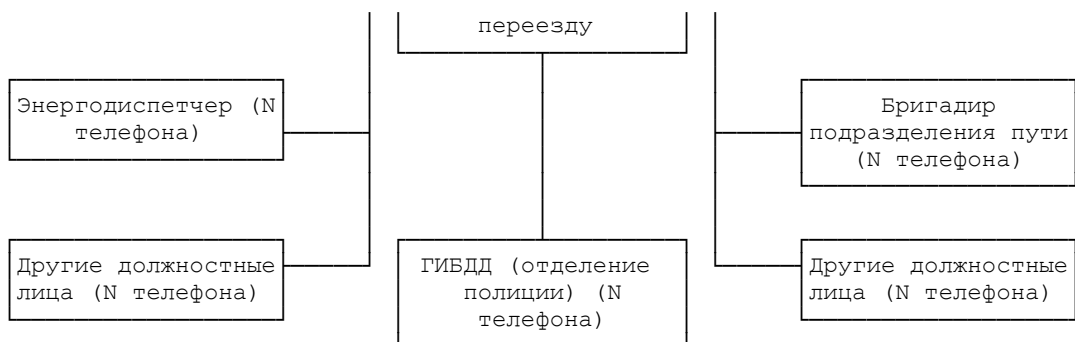 переезду
Энергодиспетчер (N
телефона)
Бригадир
подразделения пути
(N телефона)
Другие должностные
лица (N телефона)
ГИБДД (отделение
полиции) (N
телефона)
Другие должностные
лица (N телефона)